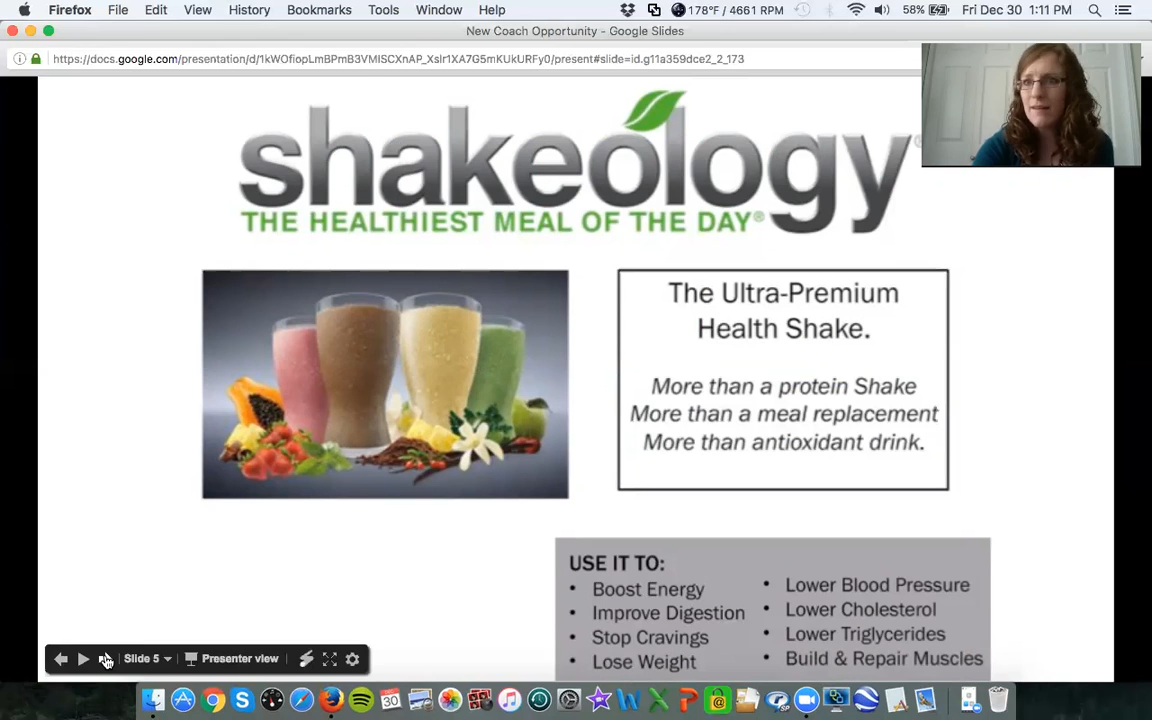 Firefox File Edit View History Bookmarks Tools Window Help 178°F / 4661 RPM 58% Fri Dec 30 1:11 PM
New Coach Opportunity - Google Slides
https://docs.google.com/presentation/d/1kWOfiopLmBPmB3VMISCXnAP_Xslr1XA7G5mKUkURFy0/present#slide=id.g11a359dce2_2_173
shakeology®
THE HEALTHIEST MEAL OF THE DAY®
The Ultra-Premium
Health Shake.
More than a protein Shake
More than a meal replacement
More than antioxidant drink.
USE IT TO:
• Boost Energy
• Improve Digestion
• Stop Cravings
• Lose Weight
• Lower Blood Pressure
• Lower Cholesterol
• Lower Triglycerides
• Build & Repair Muscles
Slide 5 Presenter view
30